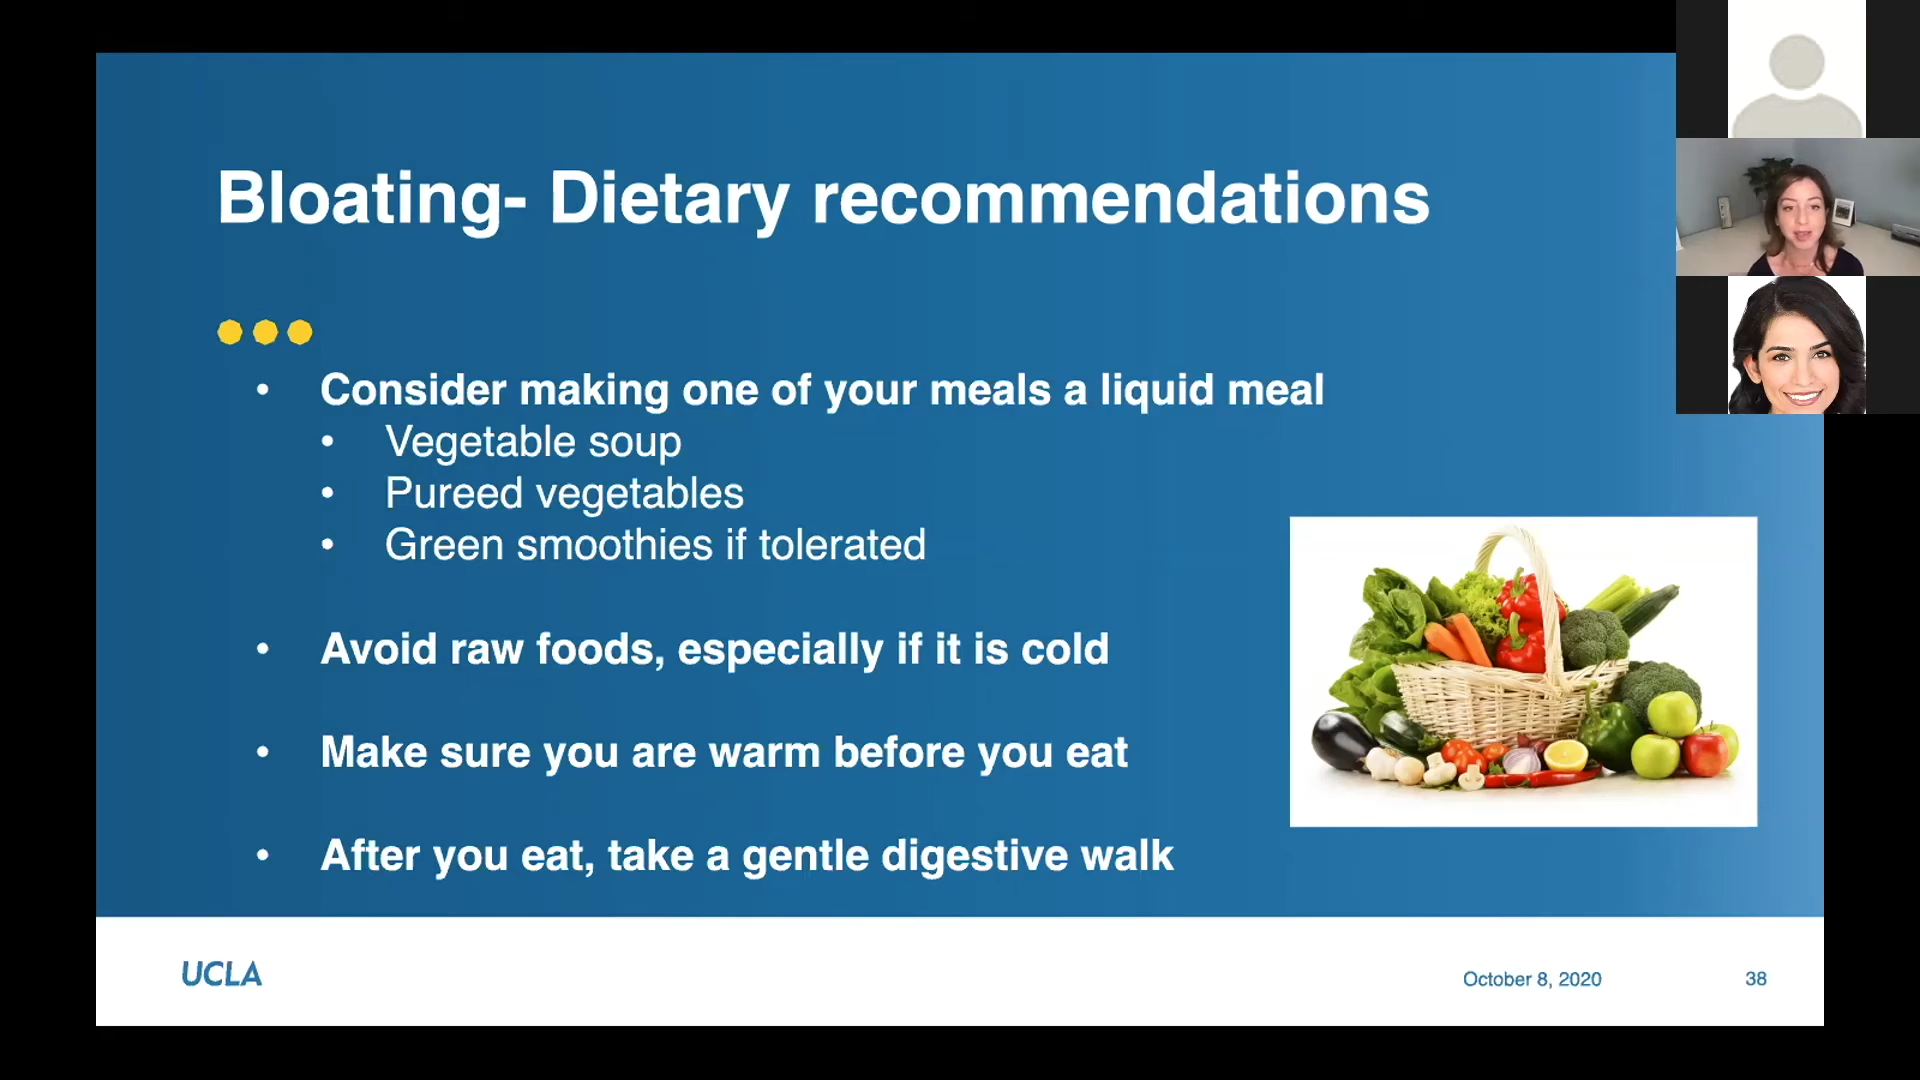 Bloating- Dietary recommendations
• Consider making one of your meals a liquid meal
• Vegetable soup
• Pureed vegetables
• Green smoothies if tolerated
• Avoid raw foods, especially if it is cold
• Make sure you are warm before you eat
• After you eat, take a gentle digestive walk
UCLA
October 8, 2020
38